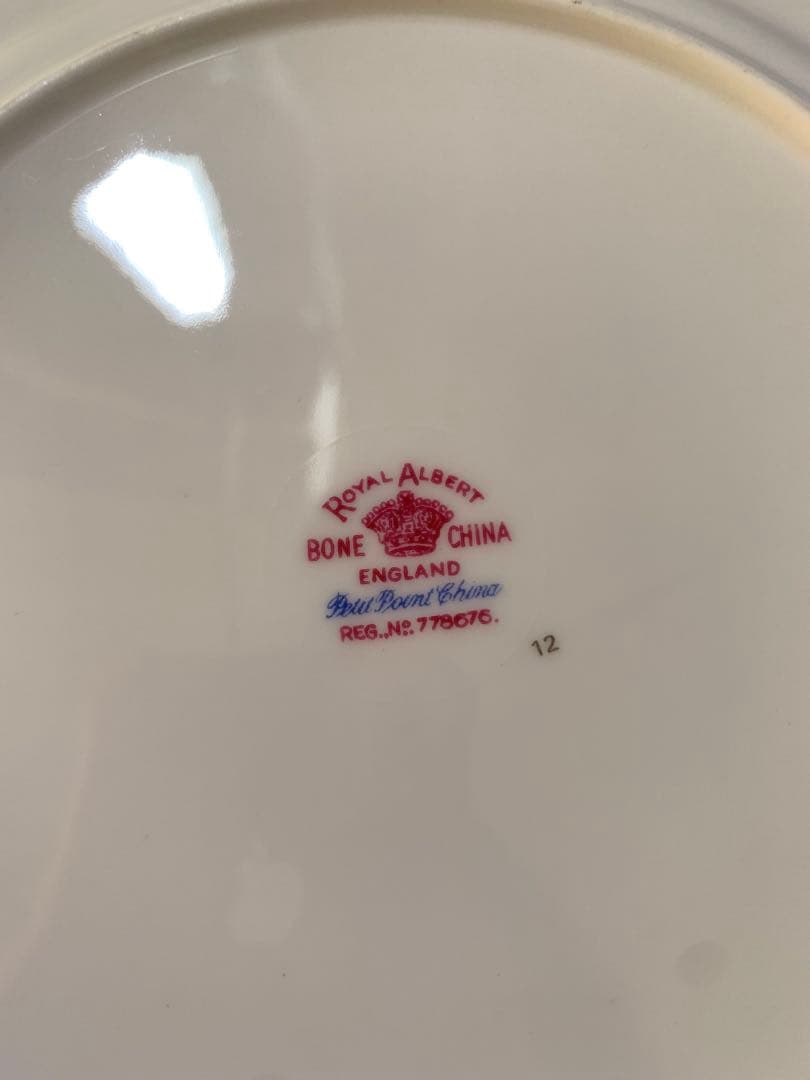 ROYAL ALBERT
BONE CHINA
ENGLAND
Petit Point China
REG., No. 778676.
12